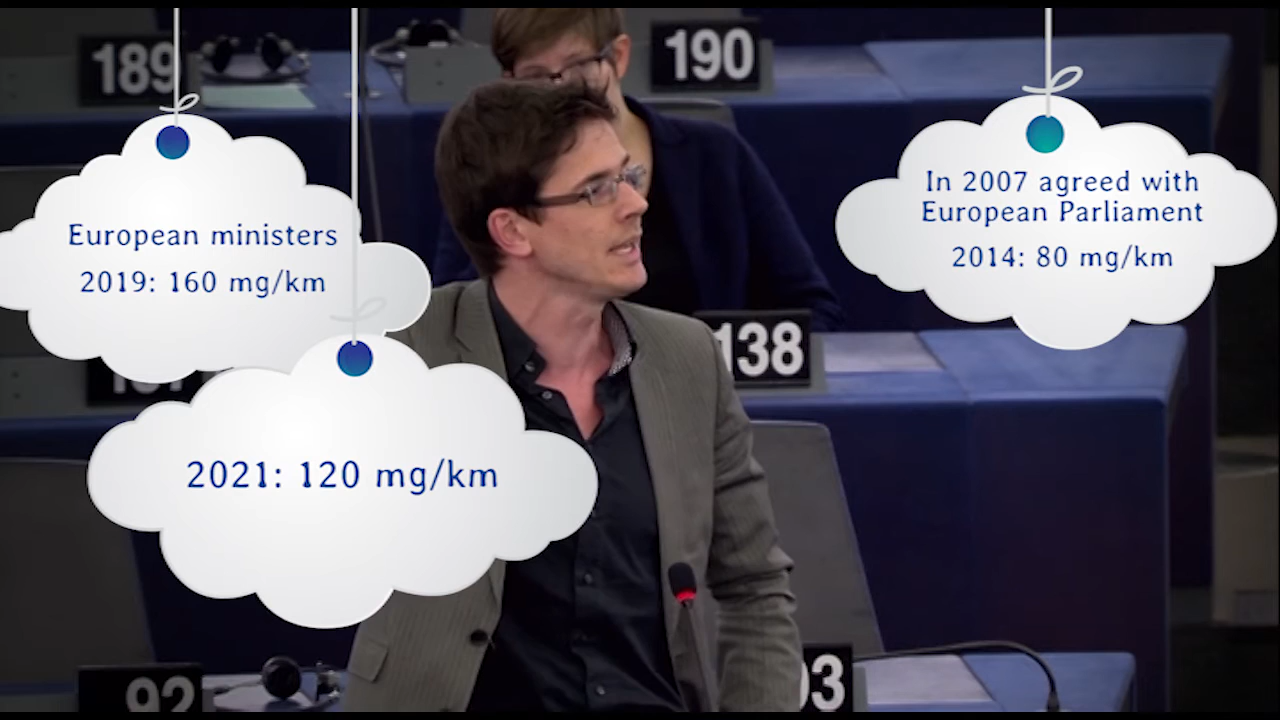 189
190
European ministers
2019: 160 mg/km
In 2007 agreed with
European Parliament
2014: 80 mg/km
138
2021: 120 mg/km
92